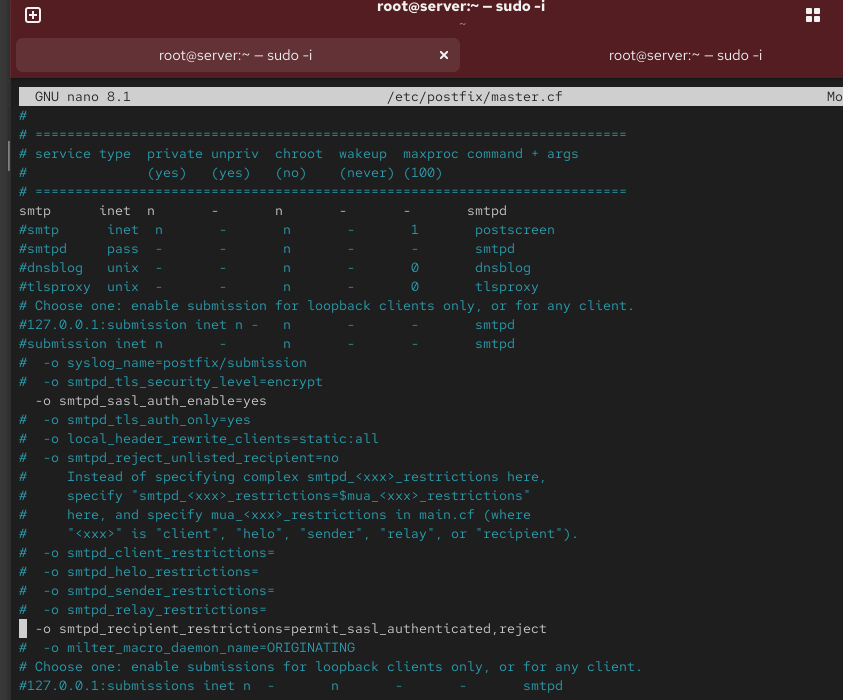 root@server:~ — sudo -i
~
root@server:~ — sudo -i × root@server:~ — sudo -i
GNU nano 8.1 /etc/postfix/master.cf Mo
#
# ==========================================================================
# service type  private unpriv  chroot  wakeup  maxproc command + args
#               (yes)   (yes)   (no)    (never) (100)
# ==========================================================================
smtp      inet  n       -       n       -       -       smtpd
#smtp      inet  n       -       n       -       1       postscreen
#smtpd     pass  -       -       n       -       -       smtpd
#dnsblog   unix  -       -       n       -       0       dnsblog
#tlsproxy  unix  -       -       n       -       0       tlsproxy
# Choose one: enable submission for loopback clients only, or for any client.
#127.0.0.1:submission inet n -   n       -       -       smtpd
#submission inet n       -       n       -       -       smtpd
#  -o syslog_name=postfix/submission
#  -o smtpd_tls_security_level=encrypt
  -o smtpd_sasl_auth_enable=yes
#  -o smtpd_tls_auth_only=yes
#  -o local_header_rewrite_clients=static:all
#  -o smtpd_reject_unlisted_recipient=no
#     Instead of specifying complex smtpd_<xxx>_restrictions here,
#     specify "smtpd_<xxx>_restrictions=$mua_<xxx>_restrictions"
#     here, and specify mua_<xxx>_restrictions in main.cf (where
#     "<xxx>" is "client", "helo", "sender", "relay", or "recipient").
#  -o smtpd_client_restrictions=
#  -o smtpd_helo_restrictions=
#  -o smtpd_sender_restrictions=
#  -o smtpd_relay_restrictions=
  -o smtpd_recipient_restrictions=permit_sasl_authenticated,reject
#  -o milter_macro_daemon_name=ORIGINATING
# Choose one: enable submissions for loopback clients only, or for any client.
#127.0.0.1:submissions inet n  -       n       -       -       smtpd